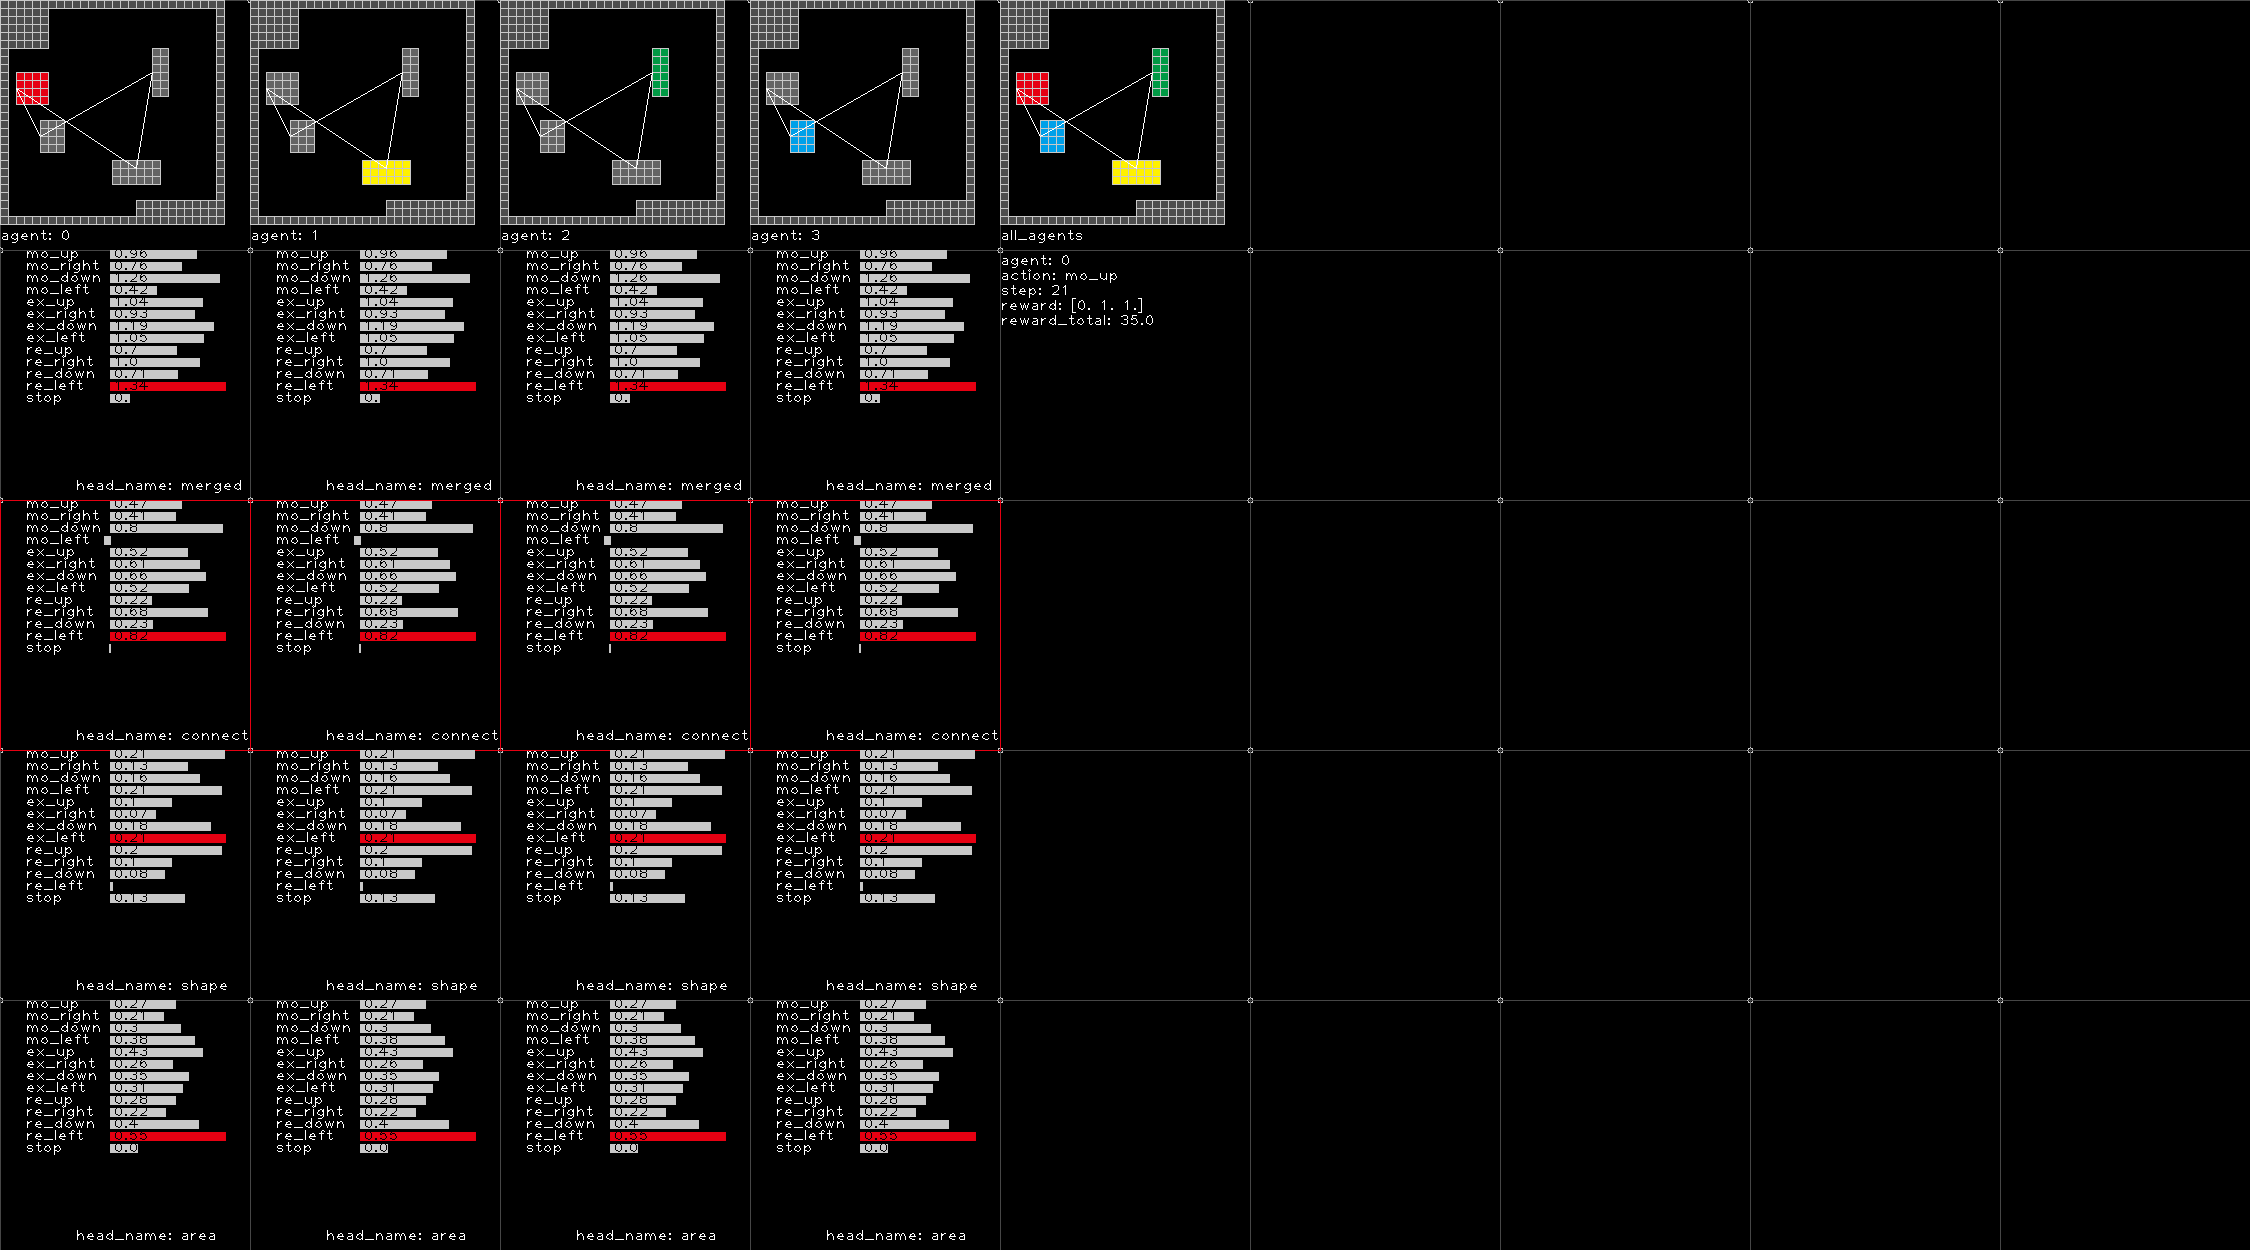 agent: 0 agent: 1 agent: 2 agent: 3 all_agents
mo_up 0.96 mo_up 0.96 mo_up 0.96 mo_up 0.96
mo_right 0.76 mo_right 0.76 mo_right 0.76 mo_right 0.76 agent: 0
mo_down 1.26 mo_down 1.26 mo_down 1.26 mo_down 1.26 action: mo_up
mo_left 0.42 mo_left 0.42 mo_left 0.42 mo_left 0.42 step: 21
ex_up 1.04 ex_up 1.04 ex_up 1.04 ex_up 1.04 reward: [0. 1. 1.]
ex_right 0.93 ex_right 0.93 ex_right 0.93 ex_right 0.93 reward_total: 35.0
ex_down 1.19 ex_down 1.19 ex_down 1.19 ex_down 1.19
ex_left 1.05 ex_left 1.05 ex_left 1.05 ex_left 1.05
re_up 0.7 re_up 0.7 re_up 0.7 re_up 0.7
re_right 1.0 re_right 1.0 re_right 1.0 re_right 1.0
re_down 0.71 re_down 0.71 re_down 0.71 re_down 0.71
re_left 1.34 re_left 1.34 re_left 1.34 re_left 1.34
stop 0. stop 0. stop 0. stop 0.
head_name: merged head_name: merged head_name: merged head_name: merged
mo_up 0.47 mo_up 0.47 mo_up 0.47 mo_up 0.47
mo_right 0.41 mo_right 0.41 mo_right 0.41 mo_right 0.41
mo_down 0.8 mo_down 0.8 mo_down 0.8 mo_down 0.8
mo_left mo_left mo_left mo_left
ex_up 0.52 ex_up 0.52 ex_up 0.52 ex_up 0.52
ex_right 0.61 ex_right 0.61 ex_right 0.61 ex_right 0.61
ex_down 0.66 ex_down 0.66 ex_down 0.66 ex_down 0.66
ex_left 0.52 ex_left 0.52 ex_left 0.52 ex_left 0.52
re_up 0.22 re_up 0.22 re_up 0.22 re_up 0.22
re_right 0.68 re_right 0.68 re_right 0.68 re_right 0.68
re_down 0.23 re_down 0.23 re_down 0.23 re_down 0.23
re_left 0.82 re_left 0.82 re_left 0.82 re_left 0.82
stop stop stop stop
head_name: connect head_name: connect head_name: connect head_name: connect
mo_up 0.21 mo_up 0.21 mo_up 0.21 mo_up 0.21
mo_right 0.13 mo_right 0.13 mo_right 0.13 mo_right 0.13
mo_down 0.16 mo_down 0.16 mo_down 0.16 mo_down 0.16
mo_left 0.21 mo_left 0.21 mo_left 0.21 mo_left 0.21
ex_up 0.1 ex_up 0.1 ex_up 0.1 ex_up 0.1
ex_right 0.07 ex_right 0.07 ex_right 0.07 ex_right 0.07
ex_down 0.18 ex_down 0.18 ex_down 0.18 ex_down 0.18
ex_left 0.21 ex_left 0.21 ex_left 0.21 ex_left 0.21
re_up 0.2 re_up 0.2 re_up 0.2 re_up 0.2
re_right 0.1 re_right 0.1 re_right 0.1 re_right 0.1
re_down 0.08 re_down 0.08 re_down 0.08 re_down 0.08
re_left re_left re_left re_left
stop 0.13 stop 0.13 stop 0.13 stop 0.13
head_name: shape head_name: shape head_name: shape head_name: shape
mo_up 0.27 mo_up 0.27 mo_up 0.27 mo_up 0.27
mo_right 0.21 mo_right 0.21 mo_right 0.21 mo_right 0.21
mo_down 0.3 mo_down 0.3 mo_down 0.3 mo_down 0.3
mo_left 0.38 mo_left 0.38 mo_left 0.38 mo_left 0.38
ex_up 0.43 ex_up 0.43 ex_up 0.43 ex_up 0.43
ex_right 0.26 ex_right 0.26 ex_right 0.26 ex_right 0.26
ex_down 0.35 ex_down 0.35 ex_down 0.35 ex_down 0.35
ex_left 0.31 ex_left 0.31 ex_left 0.31 ex_left 0.31
re_up 0.28 re_up 0.28 re_up 0.28 re_up 0.28
re_right 0.22 re_right 0.22 re_right 0.22 re_right 0.22
re_down 0.4 re_down 0.4 re_down 0.4 re_down 0.4
re_left re_left re_left re_left
stop 0.0 stop 0.0 stop 0.0 stop 0.0
head_name: area head_name: area head_name: area head_name: area